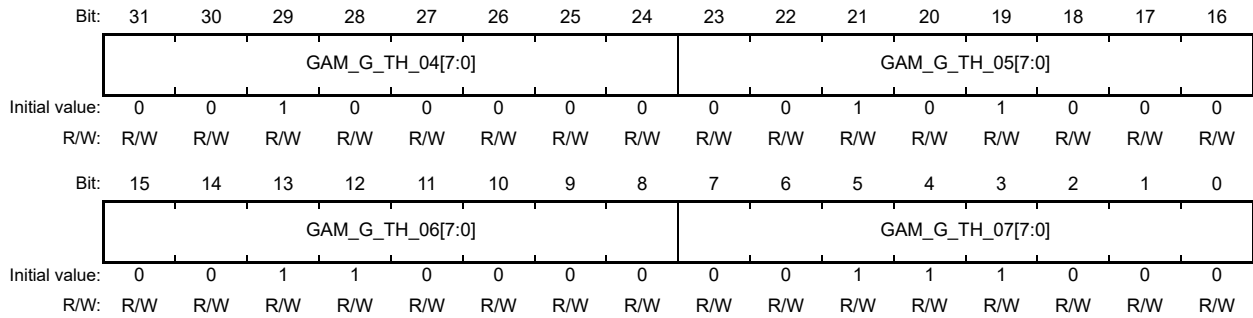 Bit: 31 30 29 28 27 26 25 24 23 22 21 20 19 18 17 16
GAM_G_TH_04[7:0] GAM_G_TH_05[7:0]
Initial value: 0 0 1 0 0 0 0 0 0 0 1 0 1 0 0 0
R/W: R/W R/W R/W R/W R/W R/W R/W R/W R/W R/W R/W R/W R/W R/W R/W R/W
Bit: 15 14 13 12 11 10 9 8 7 6 5 4 3 2 1 0
GAM_G_TH_06[7:0] GAM_G_TH_07[7:0]
Initial value: 0 0 1 1 0 0 0 0 0 0 1 1 1 0 0 0
R/W: R/W R/W R/W R/W R/W R/W R/W R/W R/W R/W R/W R/W R/W R/W R/W R/W